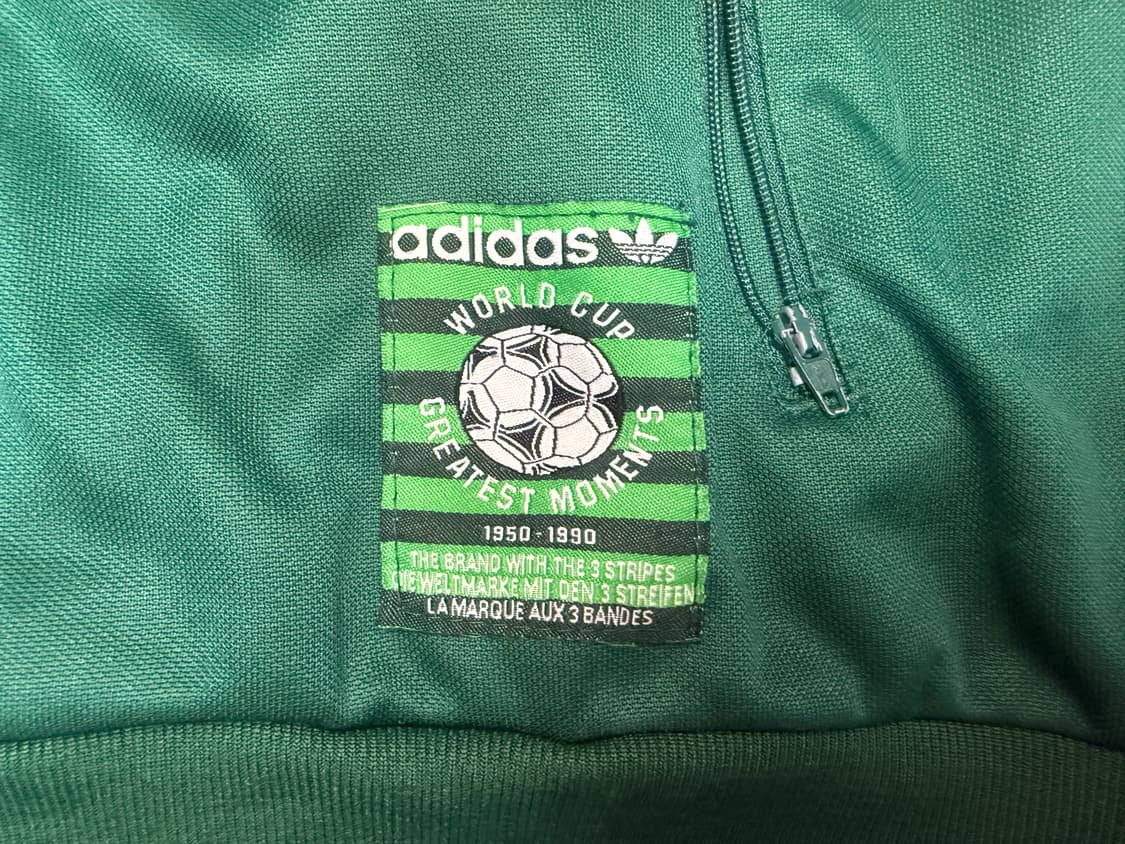 adidas
WORLD CUP
GREATEST MOMENTS
1950-1990
THE BRAND WITH THE 3 STRIPES
DIE WELTMARKE MIT DEN 3 STREIFEN
LA MARQUE AUX 3 BANDES